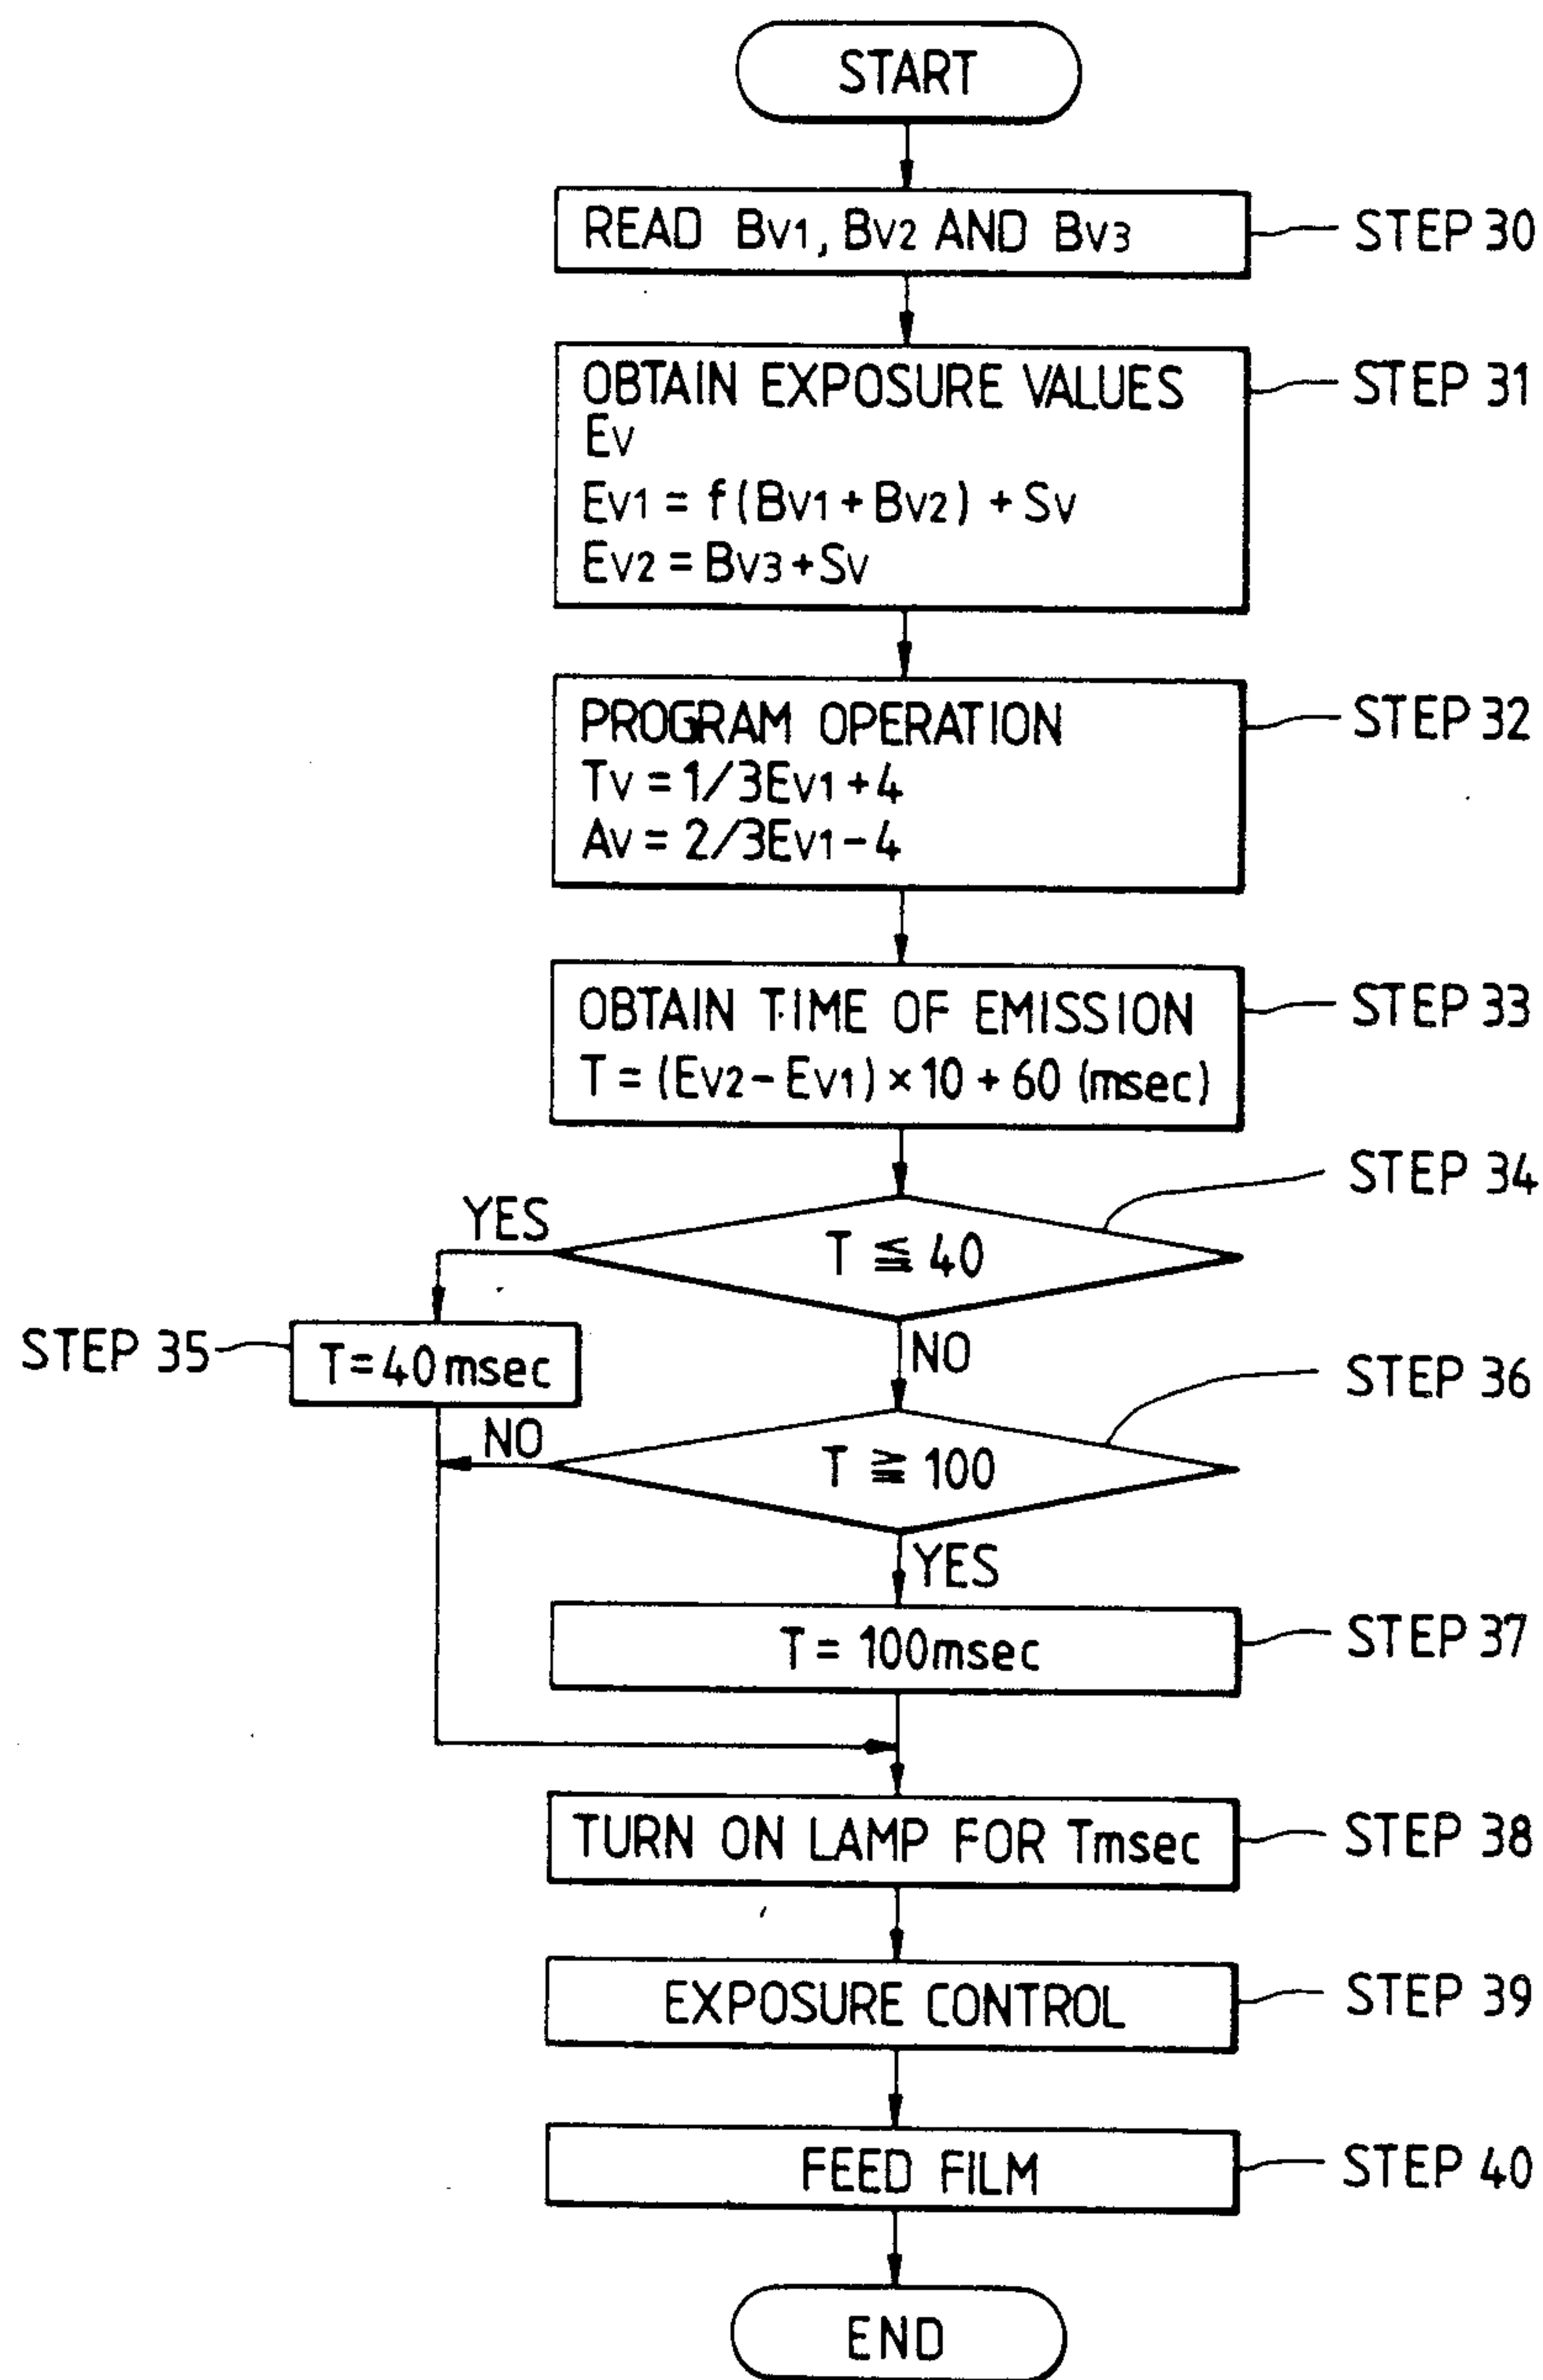 START
READ Bv1, Bv2 AND Bv3
STEP 30
OBTAIN EXPOSURE VALUES
Ev
Ev1 = f(Bv1 + Bv2) + Sv
Ev2 = Bv3 + Sv
STEP 31
PROGRAM OPERATION
Tv = 1/3Ev1 + 4
Av = 2/3Ev1 - 4
STEP 32
OBTAIN TIME OF EMISSION
T = (Ev2 - Ev1) × 10 + 60 (msec)
STEP 33
STEP 34
YES
T ≦ 40
STEP 35
T = 40msec
NO
STEP 36
NO
T ≧ 100
YES
T = 100msec
STEP 37
TURN ON LAMP FOR Tmsec
STEP 38
EXPOSURE CONTROL
STEP 39
FEED FILM
STEP 40
END